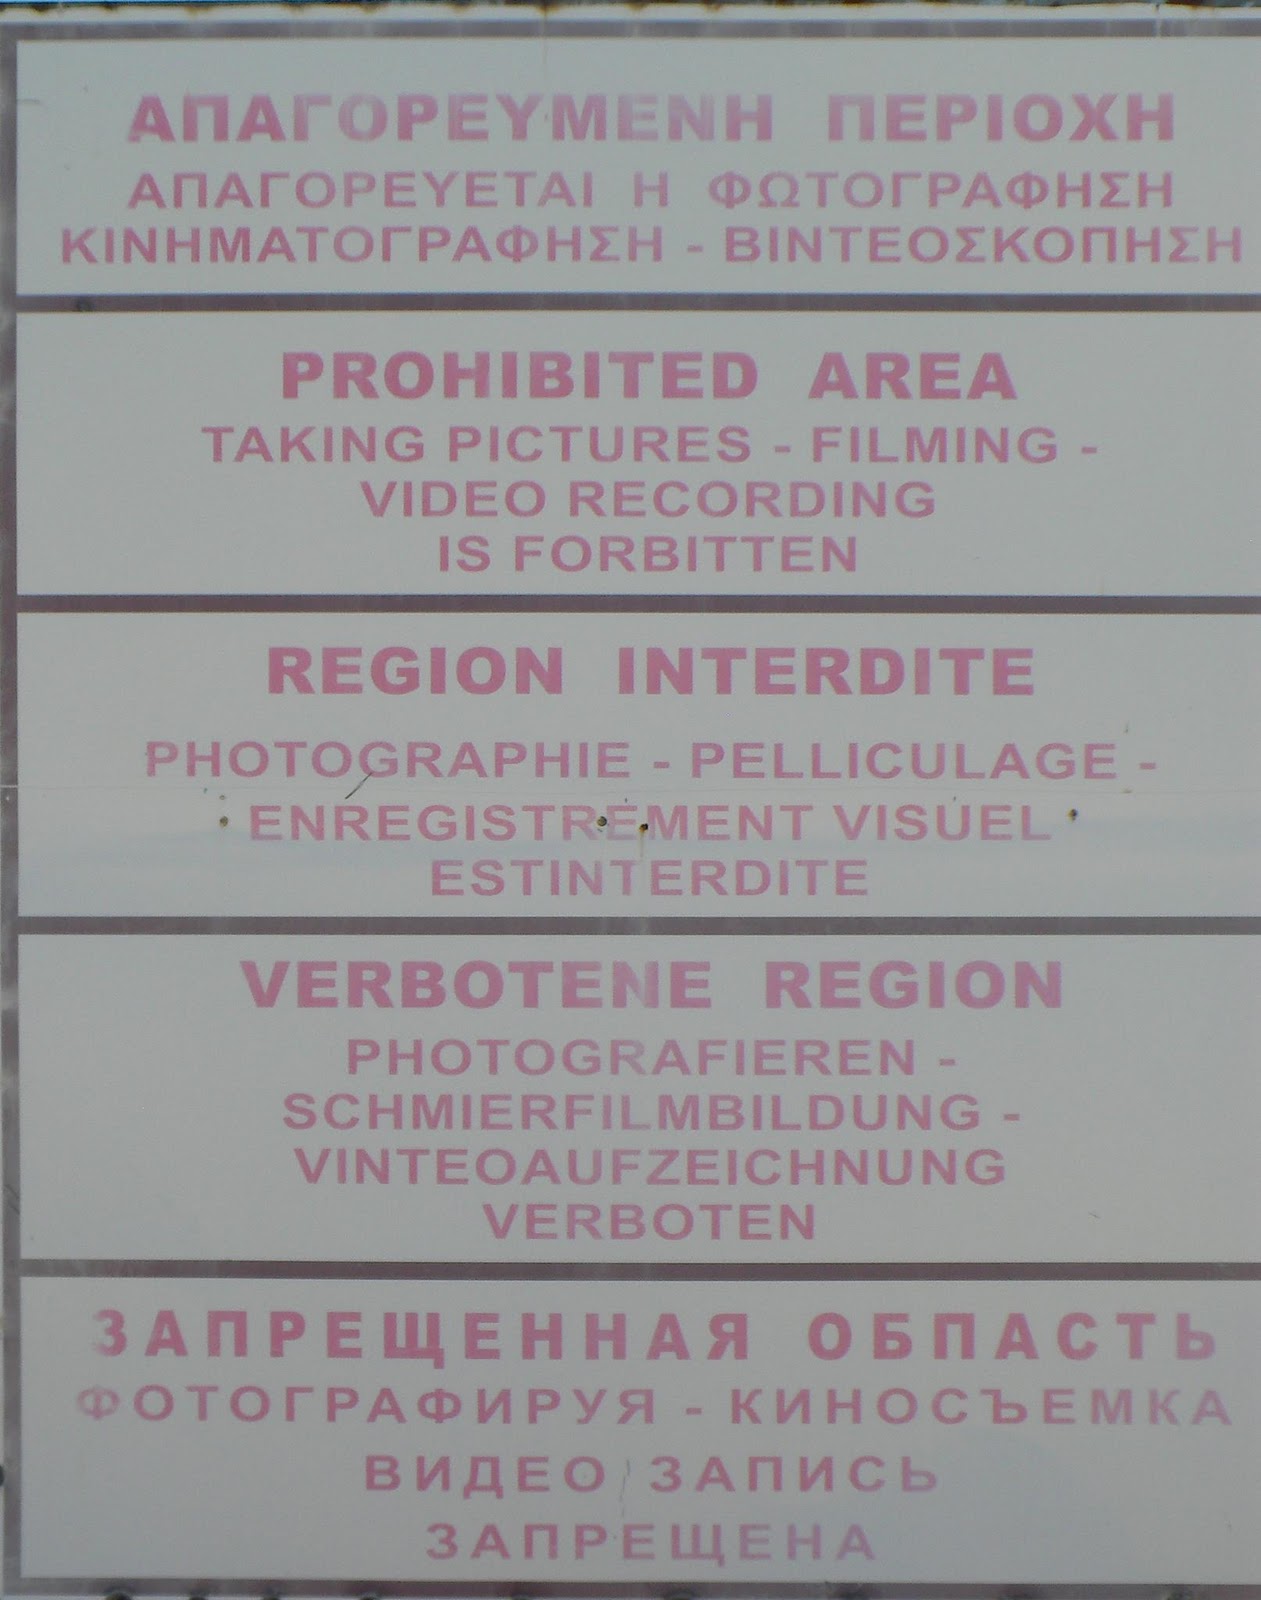 ΑΠΑΓΟΡΕΥΜΕΝΗ ΠΕΡΙΟΧΗ
ΑΠΑΓΟΡΕΥΕΤΑΙ Η ΦΩΤΟΓΡΑΦΗΣΗ
ΚΙΝΗΜΑΤΟΓΡΑΦΗΣΗ - ΒΙΝΤΕΟΣΚΟΠΗΣΗ
PROHIBITED AREA
TAKING PICTURES - FILMING -
VIDEO RECORDING
IS FORBITTEN
REGION INTERDITE
PHOTOGRAPHIE - PELLICULAGE -
ENREGISTREMENT VISUEL
ESTINTERDITE
VERBOTENE REGION
PHOTOGRAFIEREN -
SCHMIERFILMBILDUNG -
VINTEOAUFZEICHNUNG
VERBOTEN
ЗАПРЕЩЕННАЯ ОБПАСТЬ
ФОТОГРАФИРУЯ - КИНОСЪЕМКА
ВИДЕО ЗАПИСЬ
ЗАПРЕЩЕНА